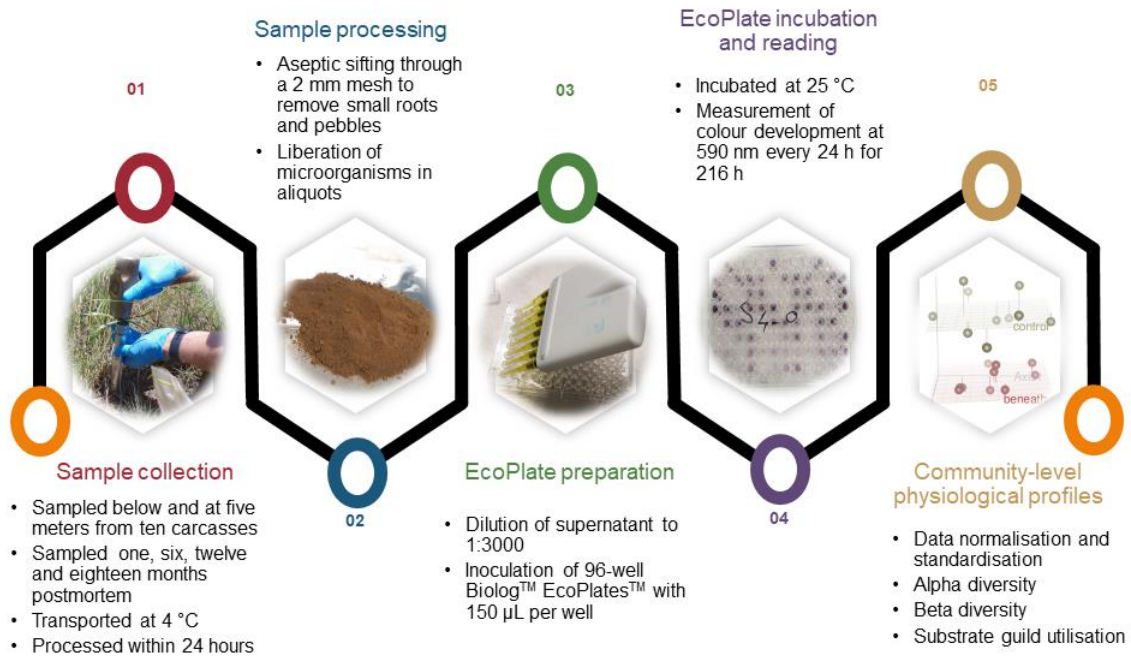 01
Sample collection
• Sampled below and at five
meters from ten carcasses
• Sampled one, six, twelve
and eighteen months
postmortem
• Transported at 4 °C
• Processed within 24 hours
Sample processing
• Aseptic sifting through
a 2 mm mesh to
remove small roots
and pebbles
• Liberation of
microorganisms in
aliquots
02
03
EcoPlate preparation
• Dilution of supernatant to
1:3000
• Inoculation of 96-well
Biolog™ EcoPlates™ with
150 µL per well
EcoPlate incubation
and reading
• Incubated at 25 °C
• Measurement of
colour development at
590 nm every 24 h for
216 h
S4_0
04
05
control
Axis
beneath
Community-level
physiological profiles
• Data normalisation and
standardisation
• Alpha diversity
• Beta diversity
• Substrate guild utilisation